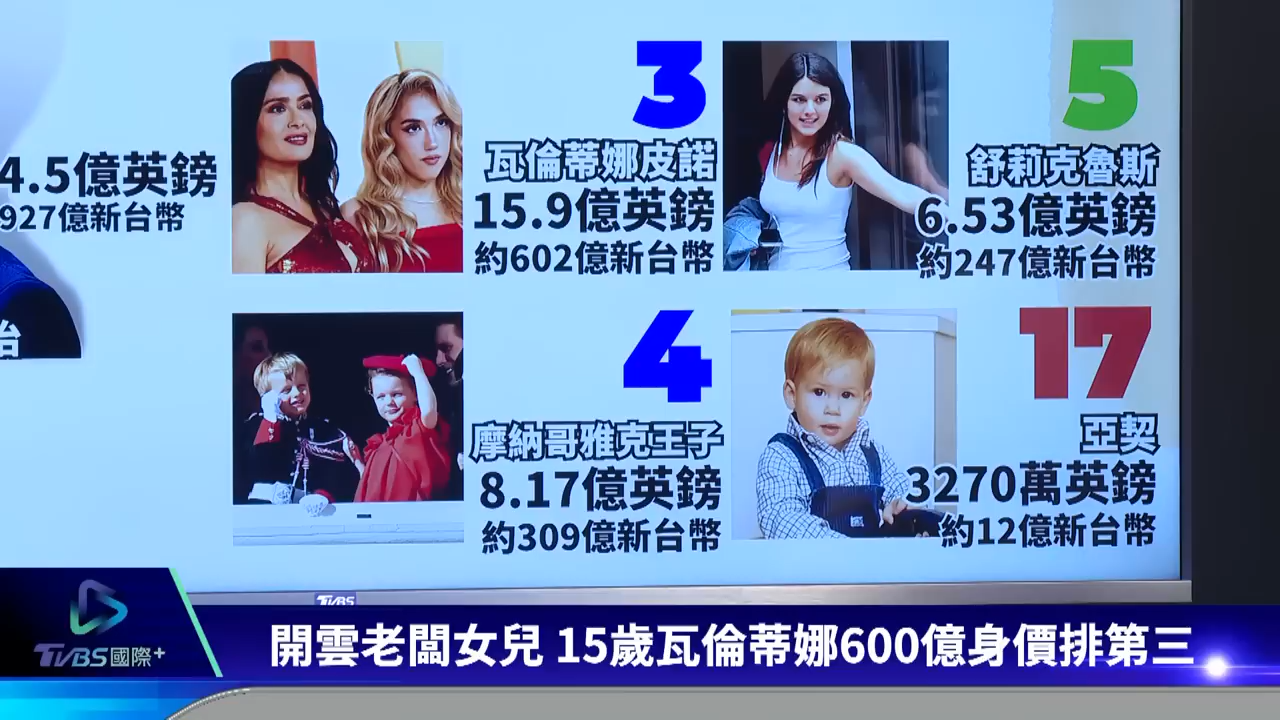 4.5億英鎊
927億新台幣
3
瓦倫蒂娜皮諾
15.9億英鎊
約602億新台幣
5
舒莉克魯斯
6.53億英鎊
約247億新台幣
4
摩納哥雅克王子
8.17億英鎊
約309億新台幣
17
亞契
3270萬英鎊
約12億新台幣
TVBS
TVBS國際+
開雲老闆女兒 15歲瓦倫蒂娜600億身價排第三